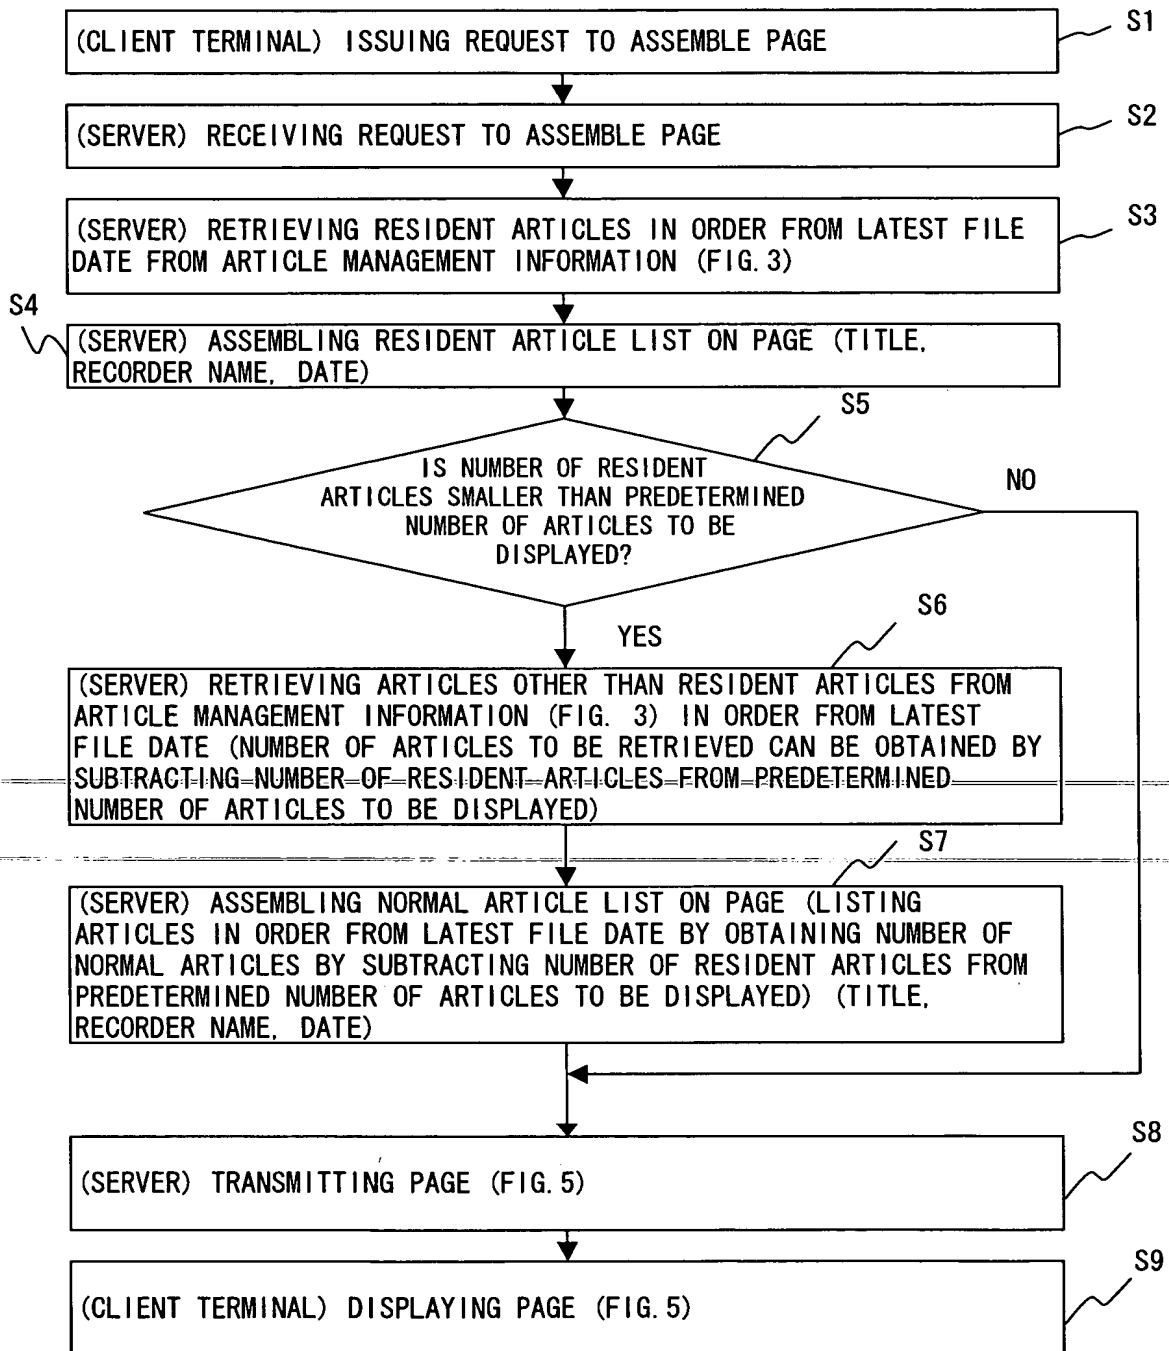 S1
(CLIENT TERMINAL) ISSUING REQUEST TO ASSEMBLE PAGE
S2
(SERVER) RECEIVING REQUEST TO ASSEMBLE PAGE
S3
(SERVER) RETRIEVING RESIDENT ARTICLES IN ORDER FROM LATEST FILE
DATE FROM ARTICLE MANAGEMENT INFORMATION (FIG. 3)
S4
(SERVER) ASSEMBLING RESIDENT ARTICLE LIST ON PAGE (TITLE,
RECORDER NAME, DATE)
S5
IS NUMBER OF RESIDENT
ARTICLES SMALLER THAN PREDETERMINED
NUMBER OF ARTICLES TO BE
DISPLAYED?
NO
YES
S6
(SERVER) RETRIEVING ARTICLES OTHER THAN RESIDENT ARTICLES FROM
ARTICLE MANAGEMENT INFORMATION (FIG. 3) IN ORDER FROM LATEST
FILE DATE (NUMBER OF ARTICLES TO BE RETRIEVED CAN BE OBTAINED BY
SUBTRACTING NUMBER OF RESIDENT ARTICLES FROM PREDETERMINED
NUMBER OF ARTICLES TO BE DISPLAYED)
S7
(SERVER) ASSEMBLING NORMAL ARTICLE LIST ON PAGE (LISTING
ARTICLES IN ORDER FROM LATEST FILE DATE BY OBTAINING NUMBER OF
NORMAL ARTICLES BY SUBTRACTING NUMBER OF RESIDENT ARTICLES FROM
PREDETERMINED NUMBER OF ARTICLES TO BE DISPLAYED) (TITLE,
RECORDER NAME, DATE)
S8
(SERVER) TRANSMITTING PAGE (FIG. 5)
S9
(CLIENT TERMINAL) DISPLAYING PAGE (FIG. 5)